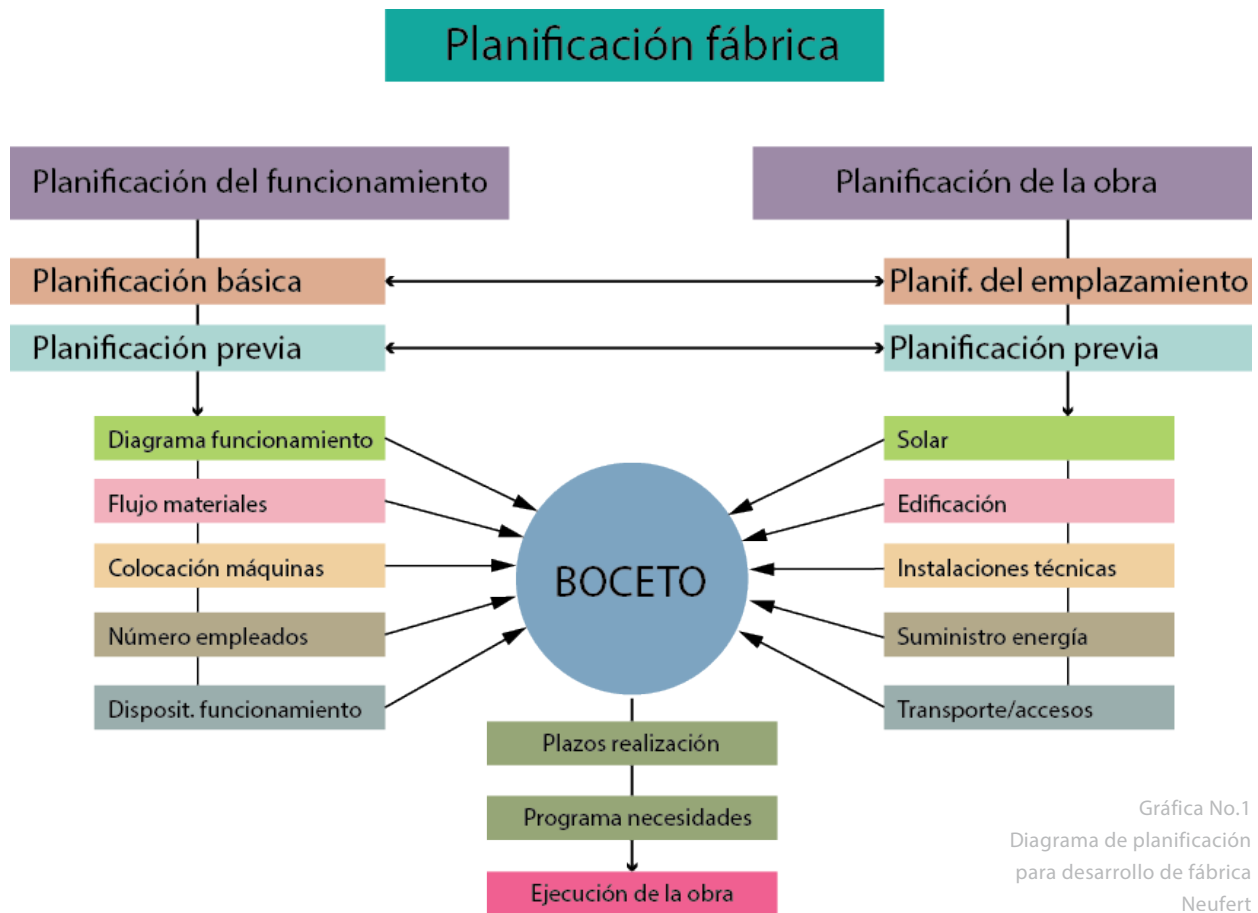 Planificación fábrica
Planificación del funcionamiento
Planificación de la obra
Planificación básica
Planif. del emplazamiento
Planificación previa
Planificación previa
Diagrama funcionamiento
Solar
Flujo materiales
Edificación
Colocación máquinas
BOCETO
Instalaciones técnicas
Número empleados
Suministro energía
Disposit. funcionamiento
Transporte/accesos
Plazos realización
Programa necesidades
Ejecución de la obra
Gráfica No.1
Diagrama de planificación
para desarrollo de fábrica
Neufert